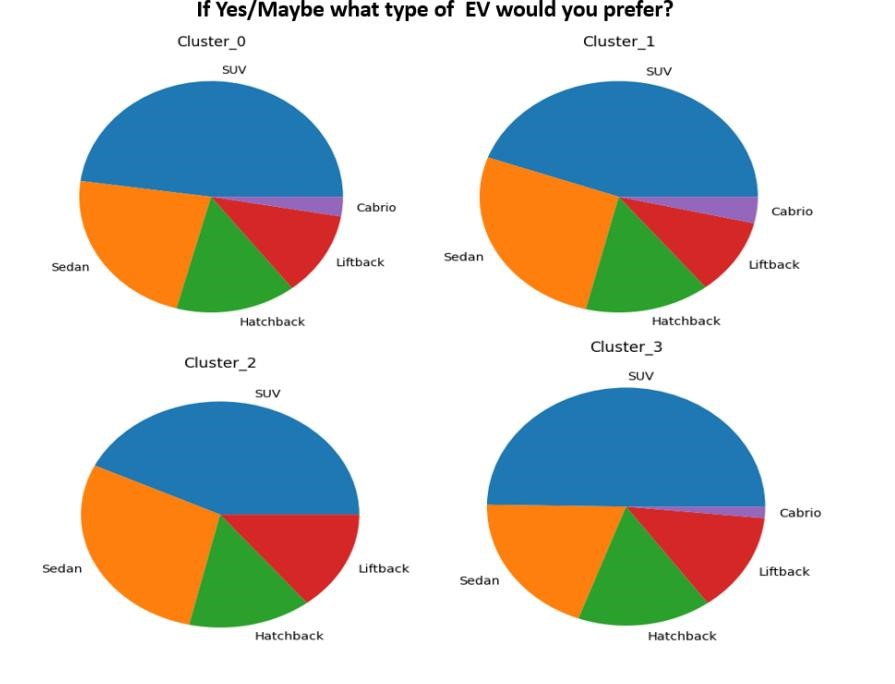 If Yes/Maybe what type of  EV would you prefer?
Cluster_0
SUV
Sedan
Hatchback
Liftback
Cabrio
Cluster_1
SUV
Sedan
Hatchback
Liftback
Cabrio
Cluster_2
SUV
Sedan
Hatchback
Liftback
Cluster_3
SUV
Sedan
Hatchback
Liftback
Cabrio